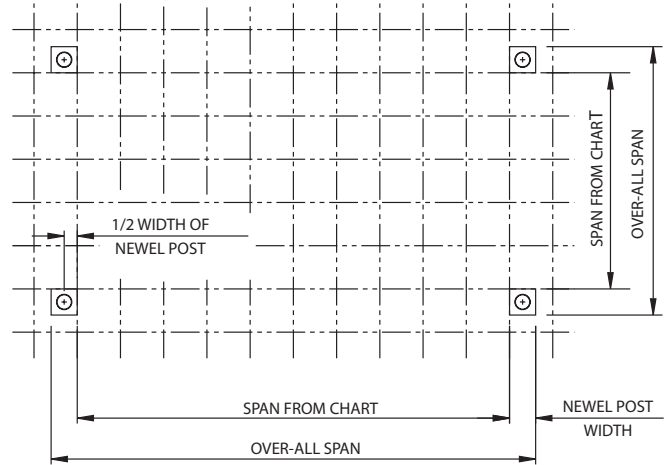 1/2 WIDTH OF
NEWEL POST
SPAN FROM CHART
OVER-ALL SPAN
SPAN FROM CHART
NEWEL POST
WIDTH
OVER-ALL SPAN